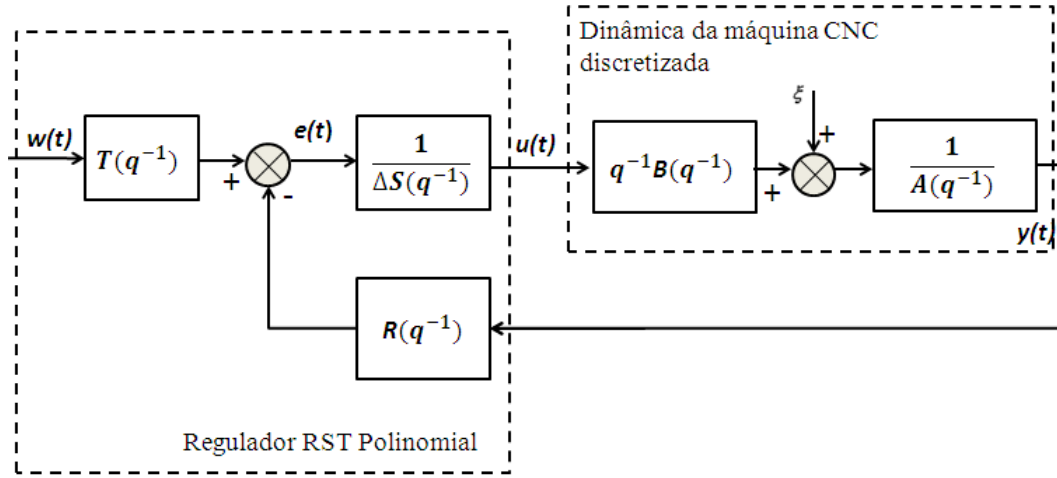 Dinâmica da máquina CNC
discretizada
ξ
w(t)
T(q⁻¹)
+
-
e(t)
1
ΔS(q⁻¹)
u(t)
q⁻¹B(q⁻¹)
+
+
1
A(q⁻¹)
y(t)
R(q⁻¹)
Regulador RST Polinomial